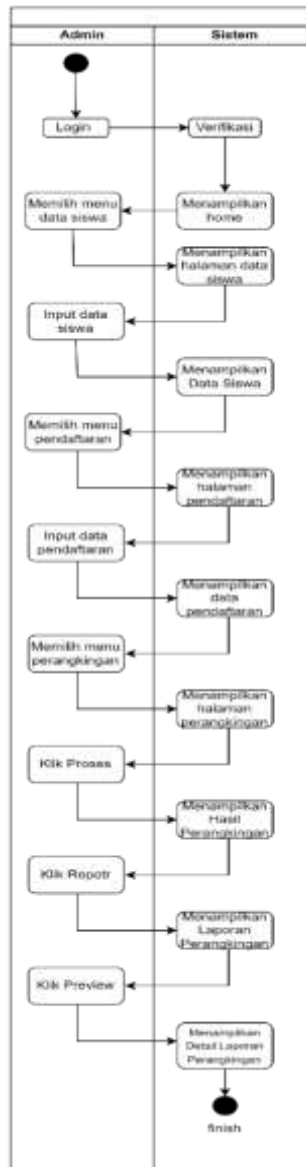 Admin
Sistem
Login
Verifikasi
Memilih menu
data siswa
Menampilkan
home
Menampilkan
halaman data
siswa
Input data
siswa
Menampilkan
Data Siswa
Memilih menu
pendaftaran
Menampilkan
halaman
pendaftaran
Input data
pendaftaran
Menampilkan
data
pendaftaran
Memilih menu
perangkingan
Menampilkan
halaman
perangkingan
Klik Proses
Menampilkan
Hasil
Perangkingan
Klik Repotr
Menampilkan
Laporan
Perangkingan
Klik Preview
Menampilkan
Detail Laporan
Perangkingan
finish